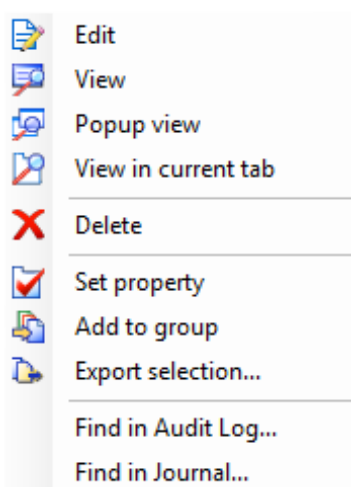 Edit
View
Popup view
View in current tab
Delete
Set property
Add to group
Export selection...
Find in Audit Log...
Find in Journal...